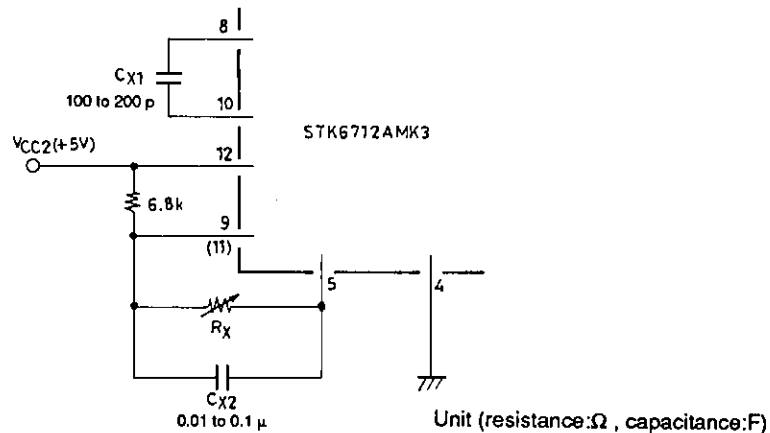 8
CX1
100 to 200 p
10
STK6712AMK3
VCC2(+5V)
12
6.8k
9
(11)
5
4
RX
CX2
0.01 to 0.1 μ
Unit (resistance:Ω , capacitance:F)